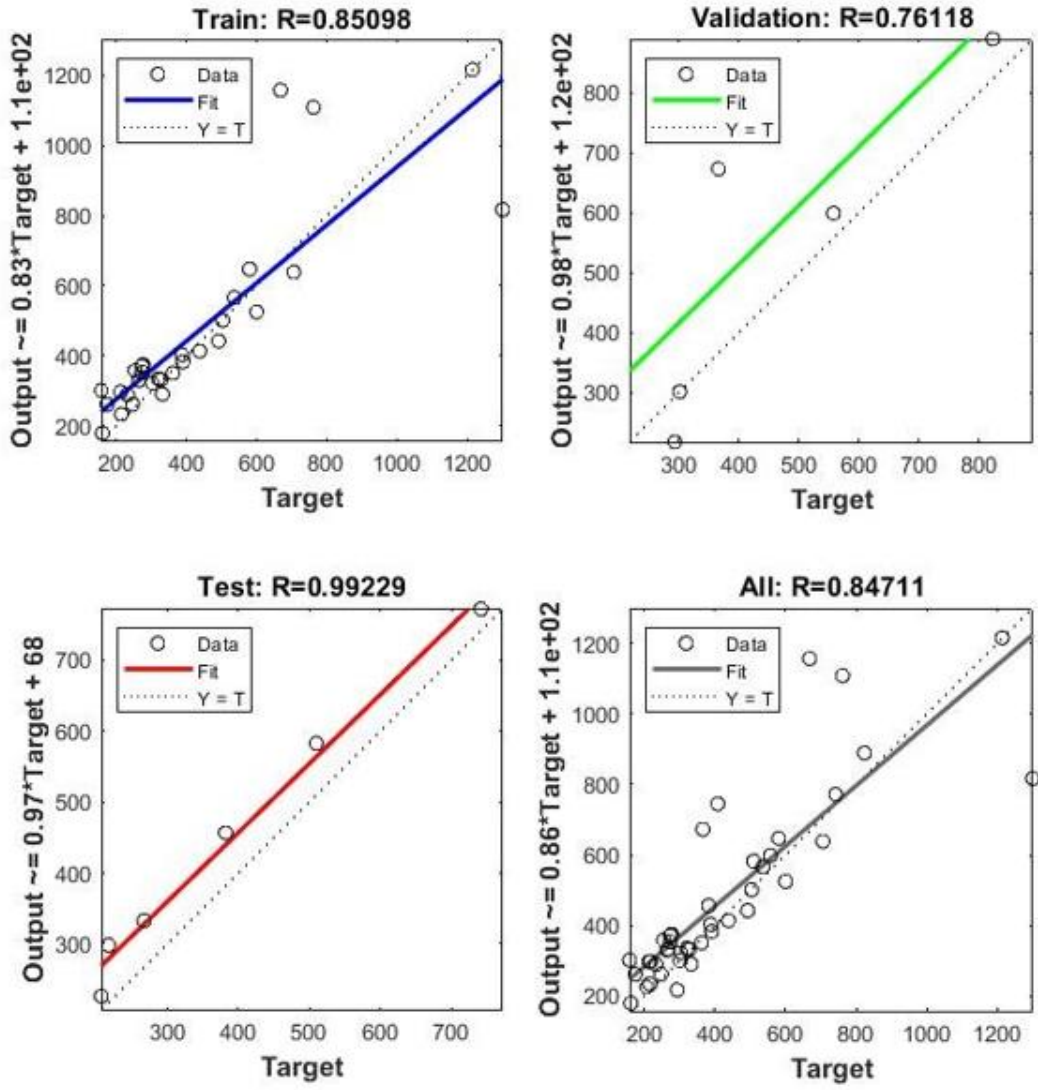 Train: R=0.85098
Output ~= 0.83*Target + 1.1e+02
1200
1000
800
600
400
200
Data
Fit
Y = T
200 400 600 800 1000 1200
Target
Validation: R=0.76118
Output ~= 0.98*Target + 1.2e+02
800
700
600
500
400
300
Data
Fit
Y = T
300 400 500 600 700 800
Target
Test: R=0.99229
Output ~= 0.97*Target + 68
700
600
500
400
300
Data
Fit
Y = T
300 400 500 600 700
Target
All: R=0.84711
Output ~= 0.86*Target + 1.1e+02
1200
1000
800
600
400
200
Data
Fit
Y = T
200 400 600 800 1000 1200
Target